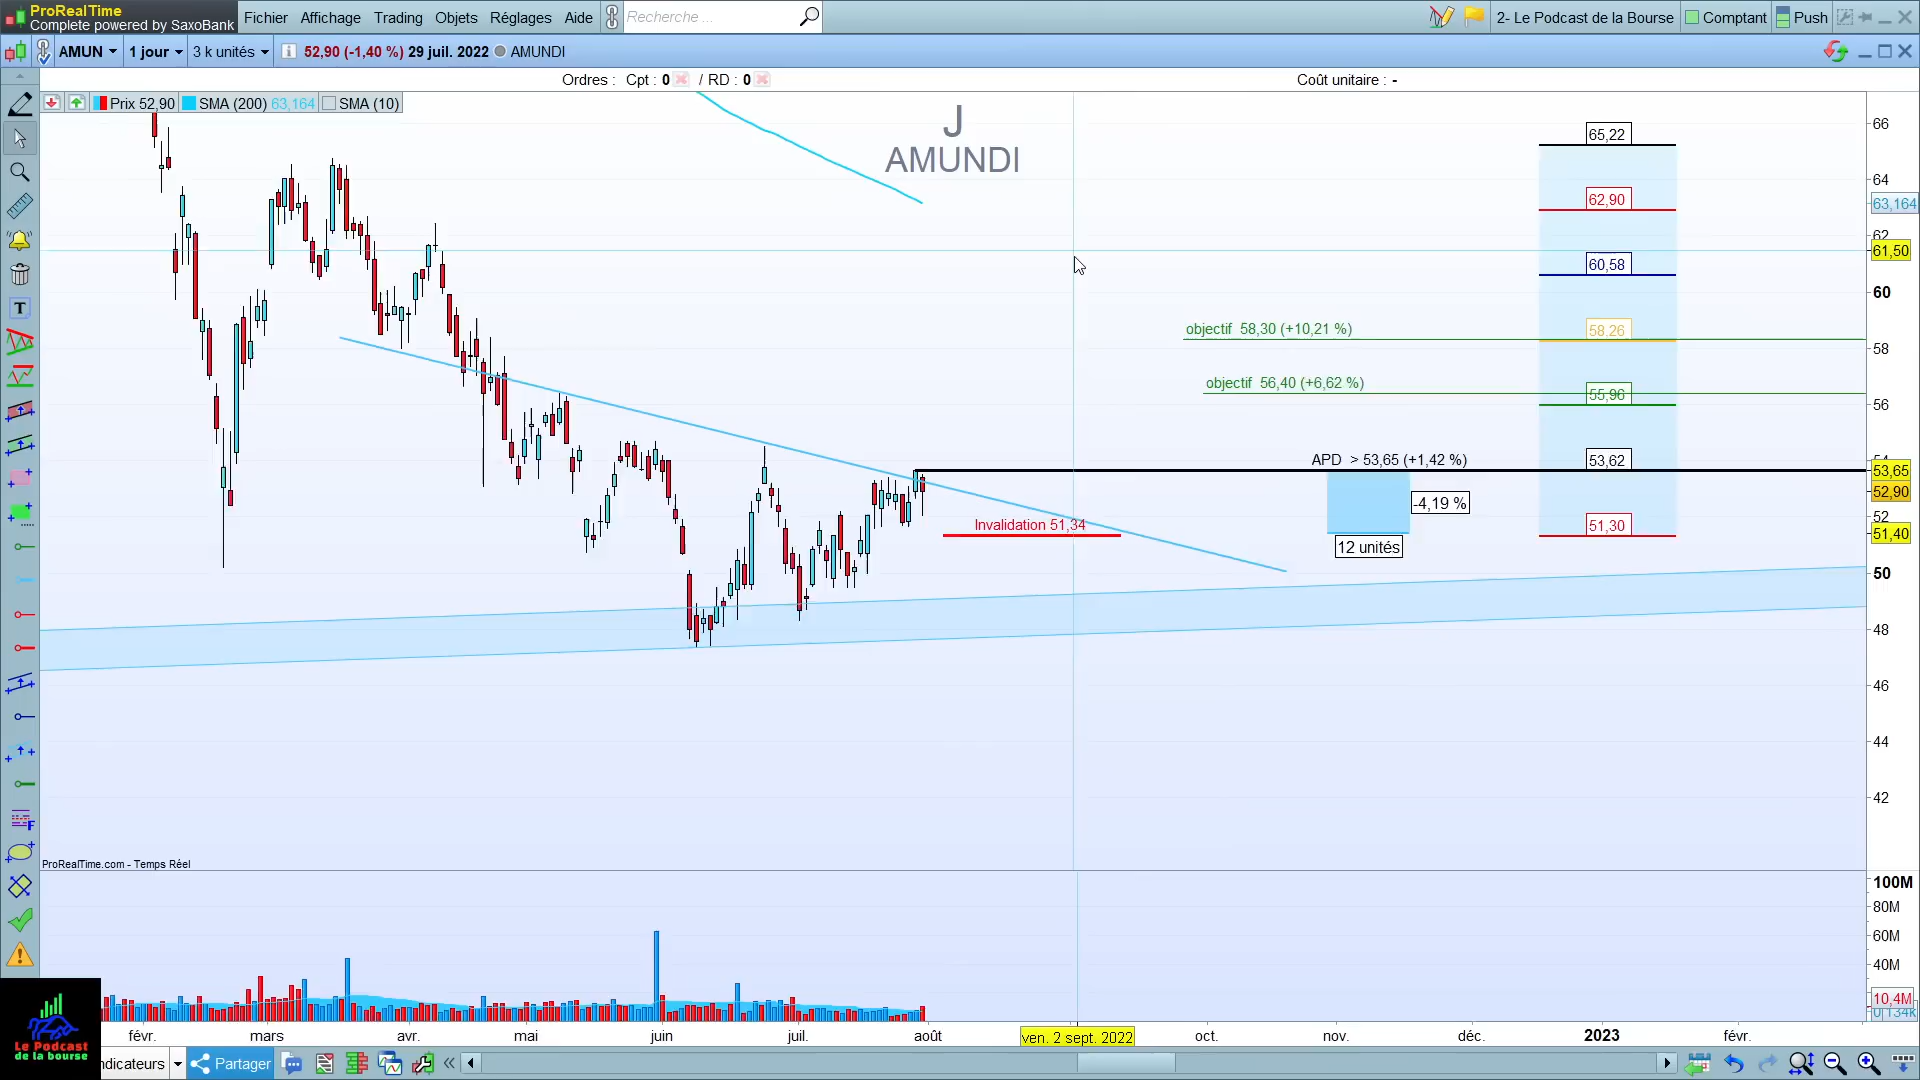 ProRealTime
Complete powered by SaxoBank
Fichier Affichage Trading Objets Réglages Aide
Recherche ...
2- Le Podcast de la Bourse
Comptant
Push
AMUN
1 jour
3 k unités
52,90 (-1,40 %) 29 juil. 2022
AMUNDI
Ordres : Cpt : 0 / RD : 0
Coût unitaire : -
Prix 52,90
SMA (200) 63,164
SMA (10)
J
AMUNDI
65,22
62,90
60,58
objectif 58,30 (+10,21 %)
58,26
objectif 56,40 (+6,62 %)
55,96
APD > 53,65 (+1,42 %)
53,62
-4,19 %
Invalidation 51,34
51,30
12 unités
66
64
63,164
62
61,50
60
58
56
54
53,65
52,90
52
51,40
50
48
46
44
42
ProRealTime.com - Temps Réel
100M
80M
60M
40M
10,4M
0,134k
févr. mars avr. mai juin juil. août ven. 2 sept. 2022 oct. nov. déc. 2023 févr.
Le Podcast
de la bourse
ndicateurs
Partager